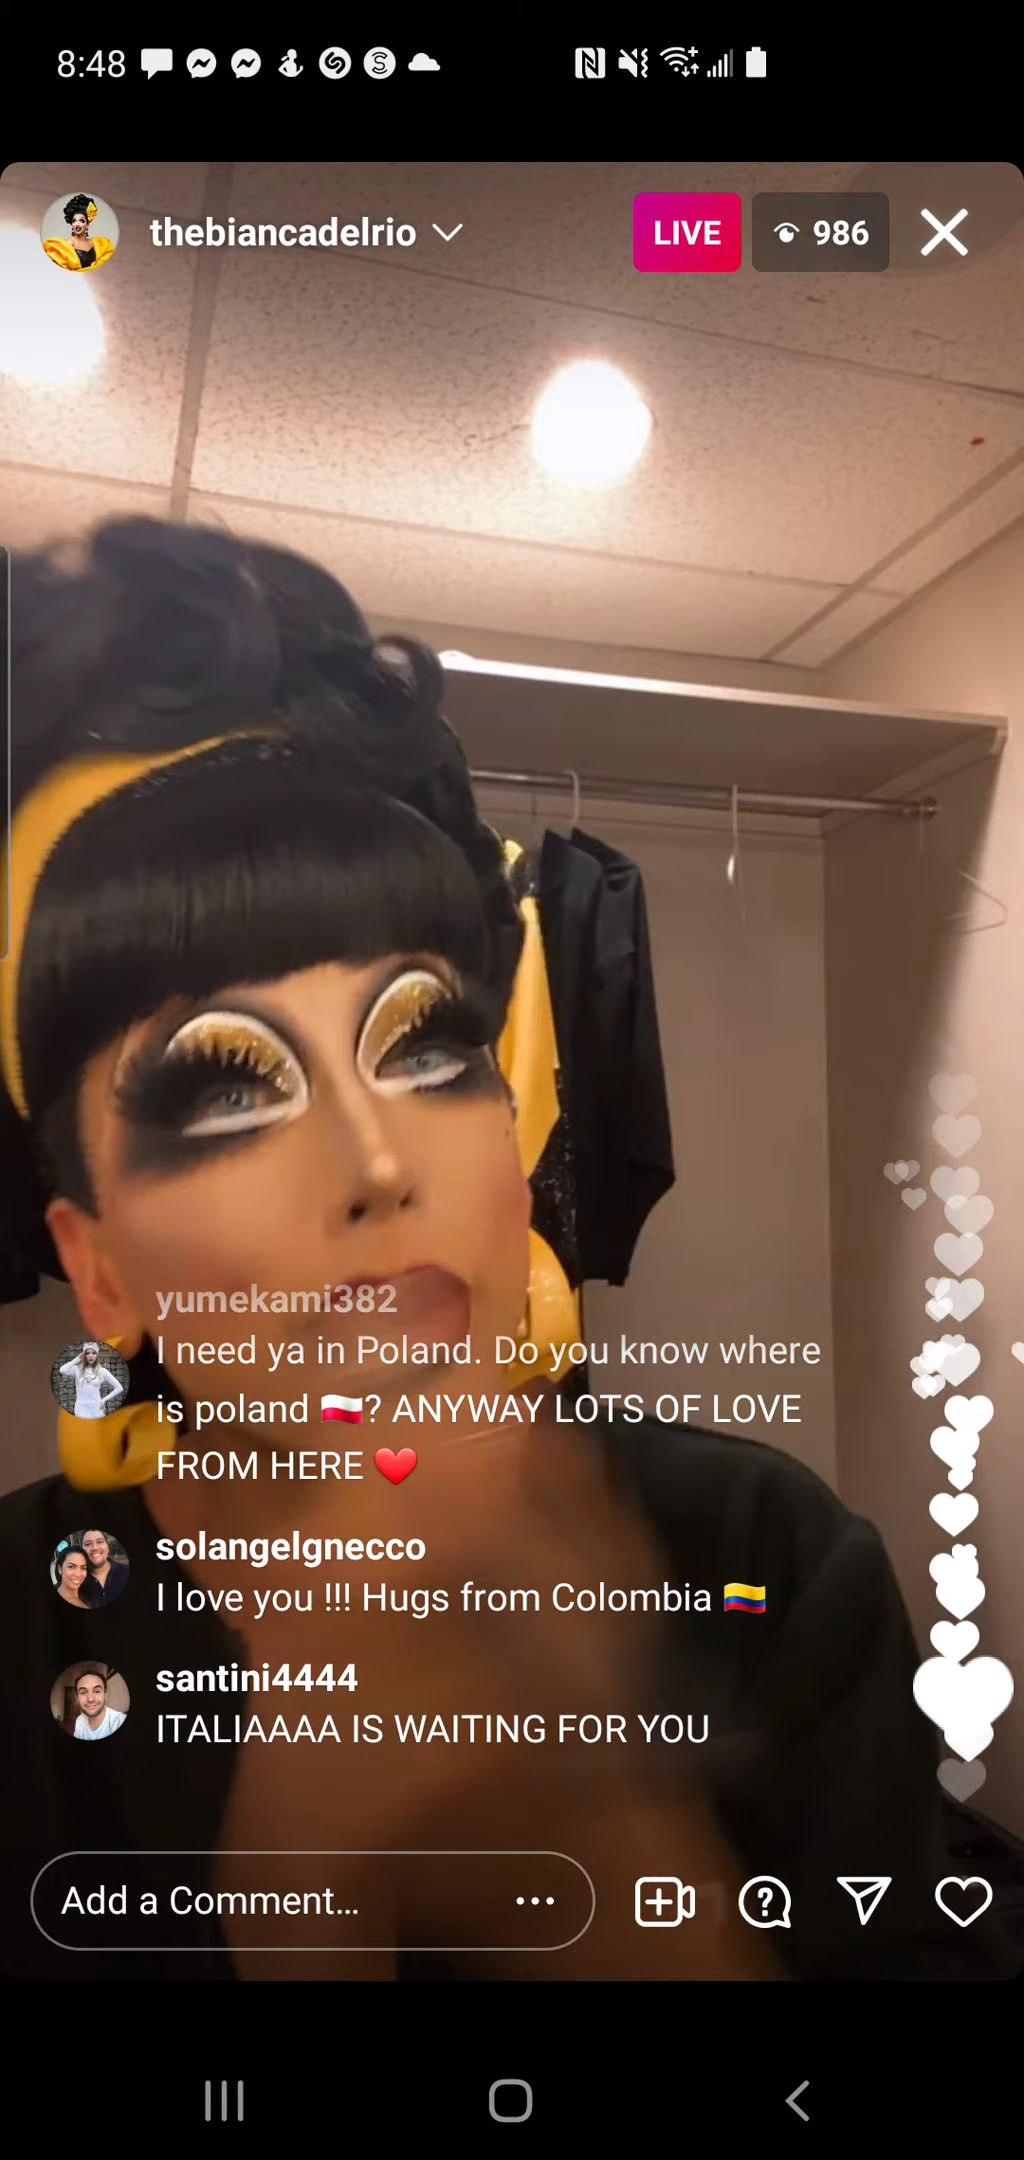 8:48
thebiancadelrio
LIVE
986
yumekami382
I need ya in Poland. Do you know where
is poland 🇵🇱? ANYWAY LOTS OF LOVE
FROM HERE ❤️
solangelgnecco
I love you !!! Hugs from Colombia 🇨🇴
santini4444
ITALIAAAA IS WAITING FOR YOU
Add a Comment...